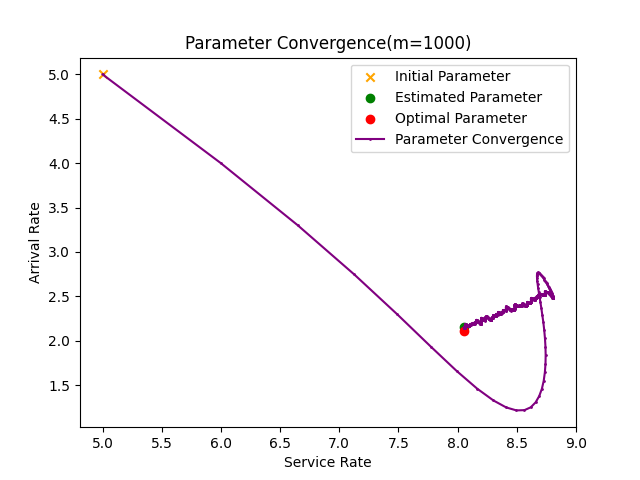 Parameter Convergence(m=1000)
Initial Parameter
Estimated Parameter
Optimal Parameter
Parameter Convergence
Arrival Rate
5.0
4.5
4.0
3.5
3.0
2.5
2.0
1.5
5.0 5.5 6.0 6.5 7.0 7.5 8.0 8.5 9.0
Service Rate